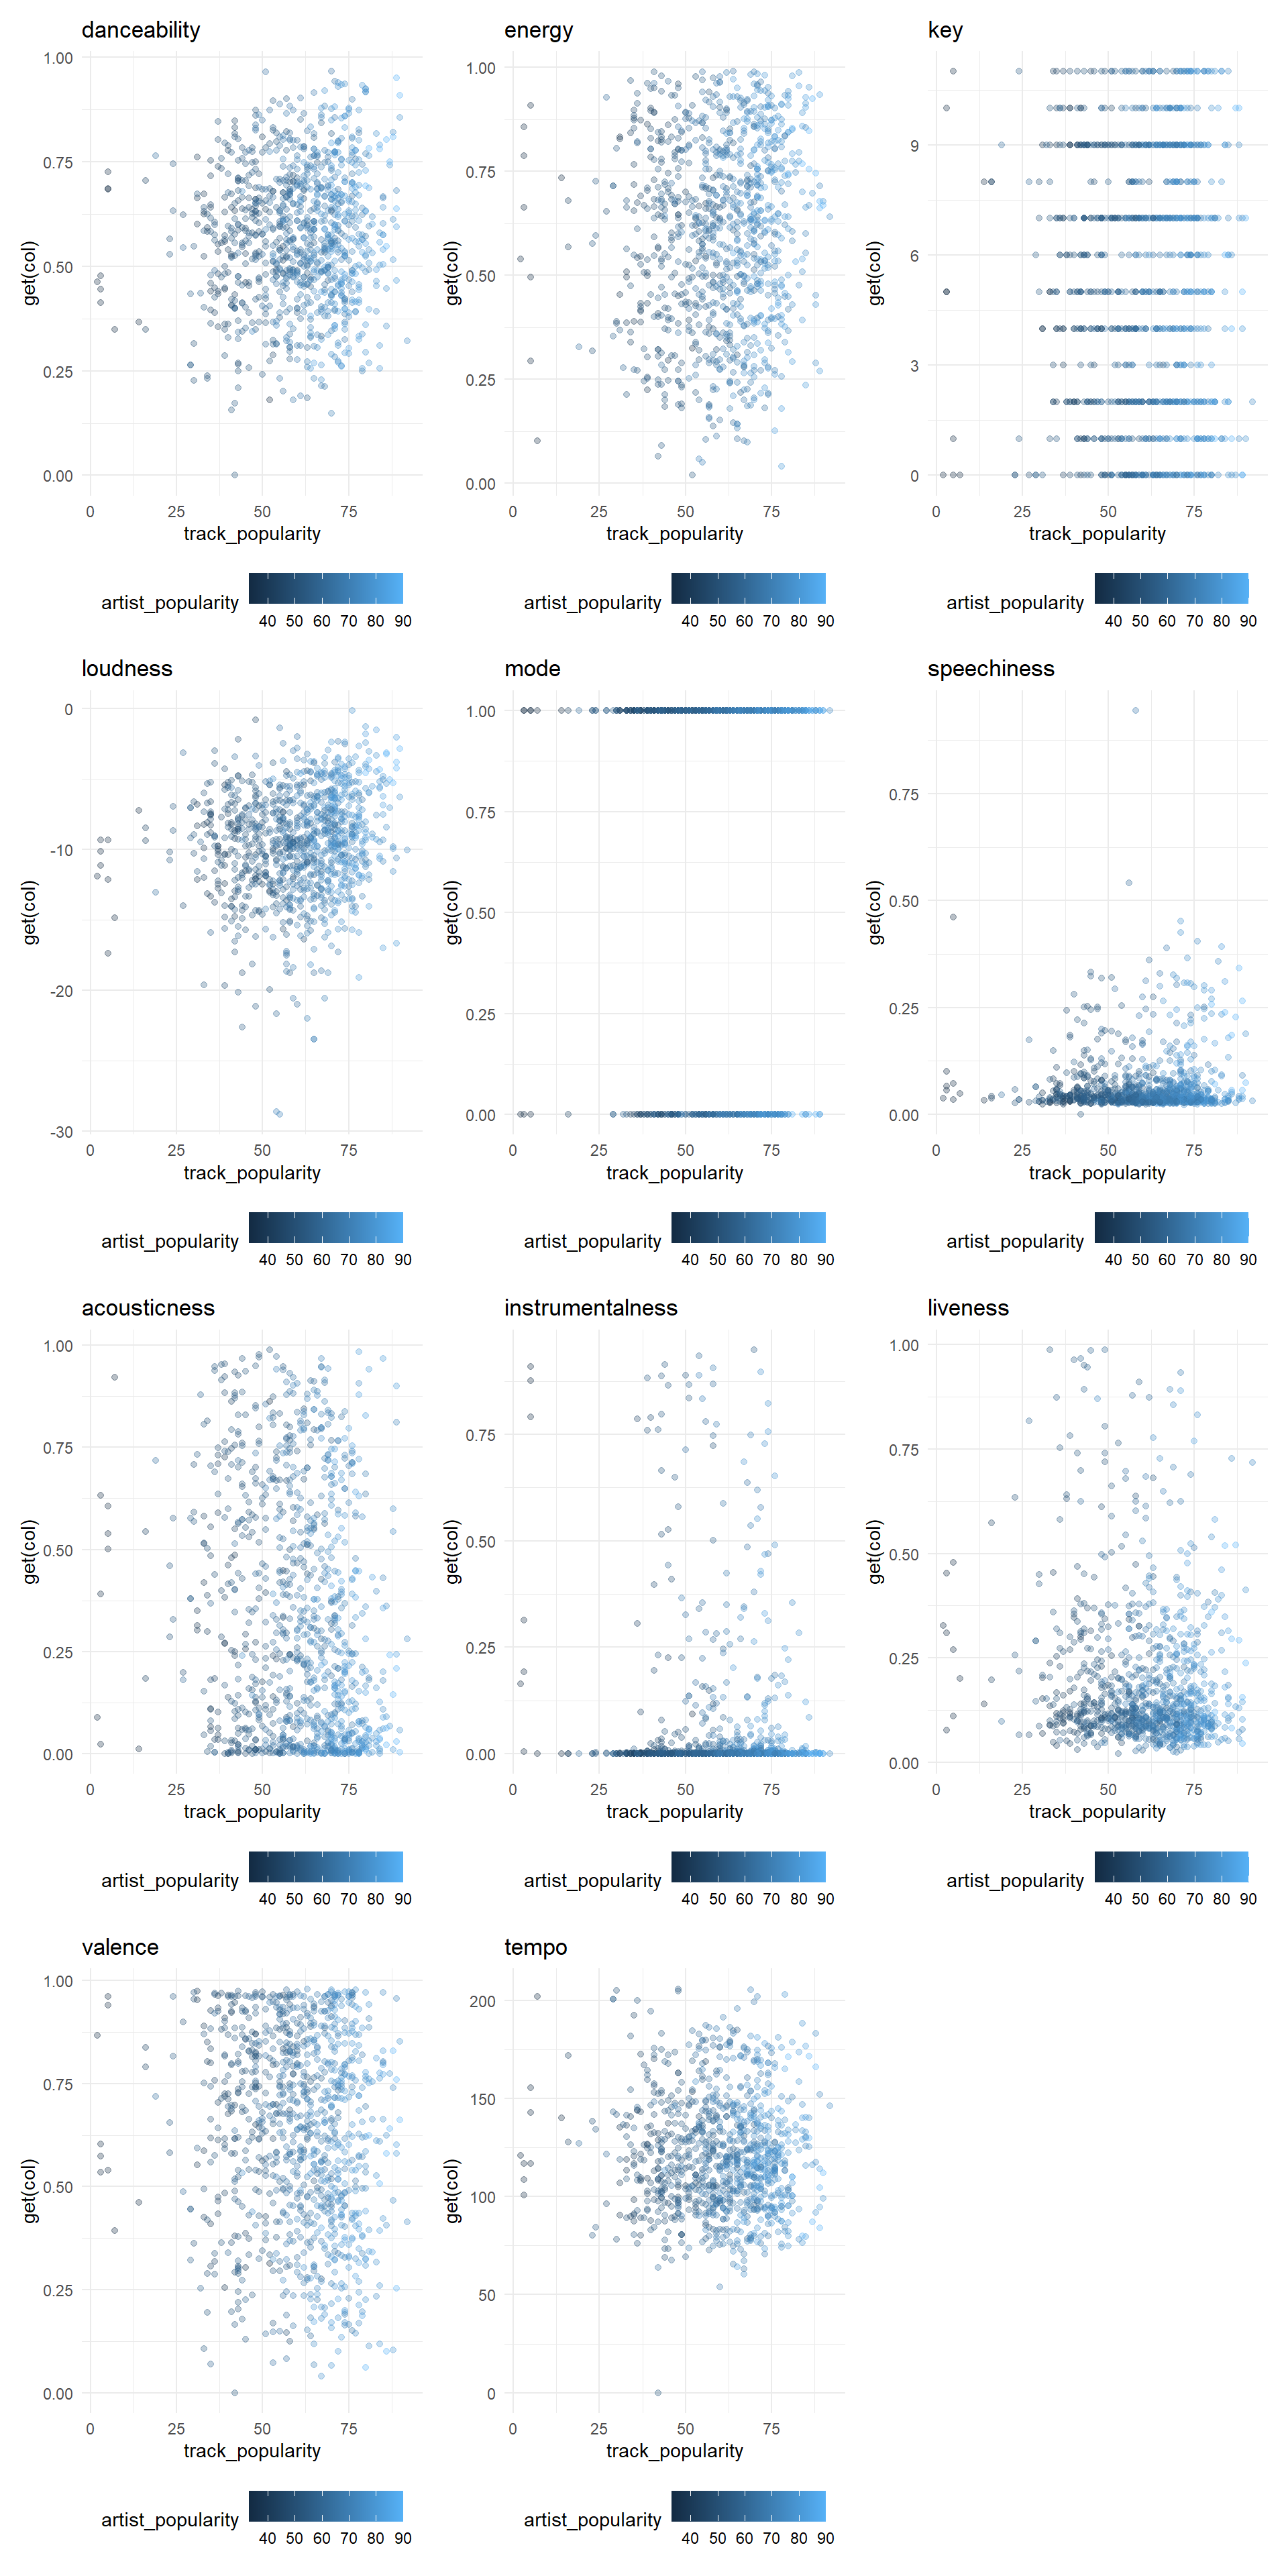 danceability
energy
key
1.00
0.75
0.50
0.25
0.00
get(col)
0 25 50 75
track_popularity
artist_popularity
40 50 60 70 80 90
1.00
0.75
0.50
0.25
0.00
get(col)
0 25 50 75
track_popularity
artist_popularity
40 50 60 70 80 90
9
6
3
0
get(col)
0 25 50 75
track_popularity
artist_popularity
40 50 60 70 80 90
loudness
mode
speechiness
0
-10
-20
-30
get(col)
0 25 50 75
track_popularity
artist_popularity
40 50 60 70 80 90
1.00
0.75
0.50
0.25
0.00
get(col)
0 25 50 75
track_popularity
artist_popularity
40 50 60 70 80 90
0.75
0.50
0.25
0.00
get(col)
0 25 50 75
track_popularity
artist_popularity
40 50 60 70 80 90
acousticness
instrumentalness
liveness
1.00
0.75
0.50
0.25
0.00
get(col)
0 25 50 75
track_popularity
artist_popularity
40 50 60 70 80 90
0.75
0.50
0.25
0.00
get(col)
0 25 50 75
track_popularity
artist_popularity
40 50 60 70 80 90
1.00
0.75
0.50
0.25
0.00
get(col)
0 25 50 75
track_popularity
artist_popularity
40 50 60 70 80 90
valence
tempo
1.00
0.75
0.50
0.25
0.00
get(col)
0 25 50 75
track_popularity
artist_popularity
40 50 60 70 80 90
200
150
100
50
0
get(col)
0 25 50 75
track_popularity
artist_popularity
40 50 60 70 80 90